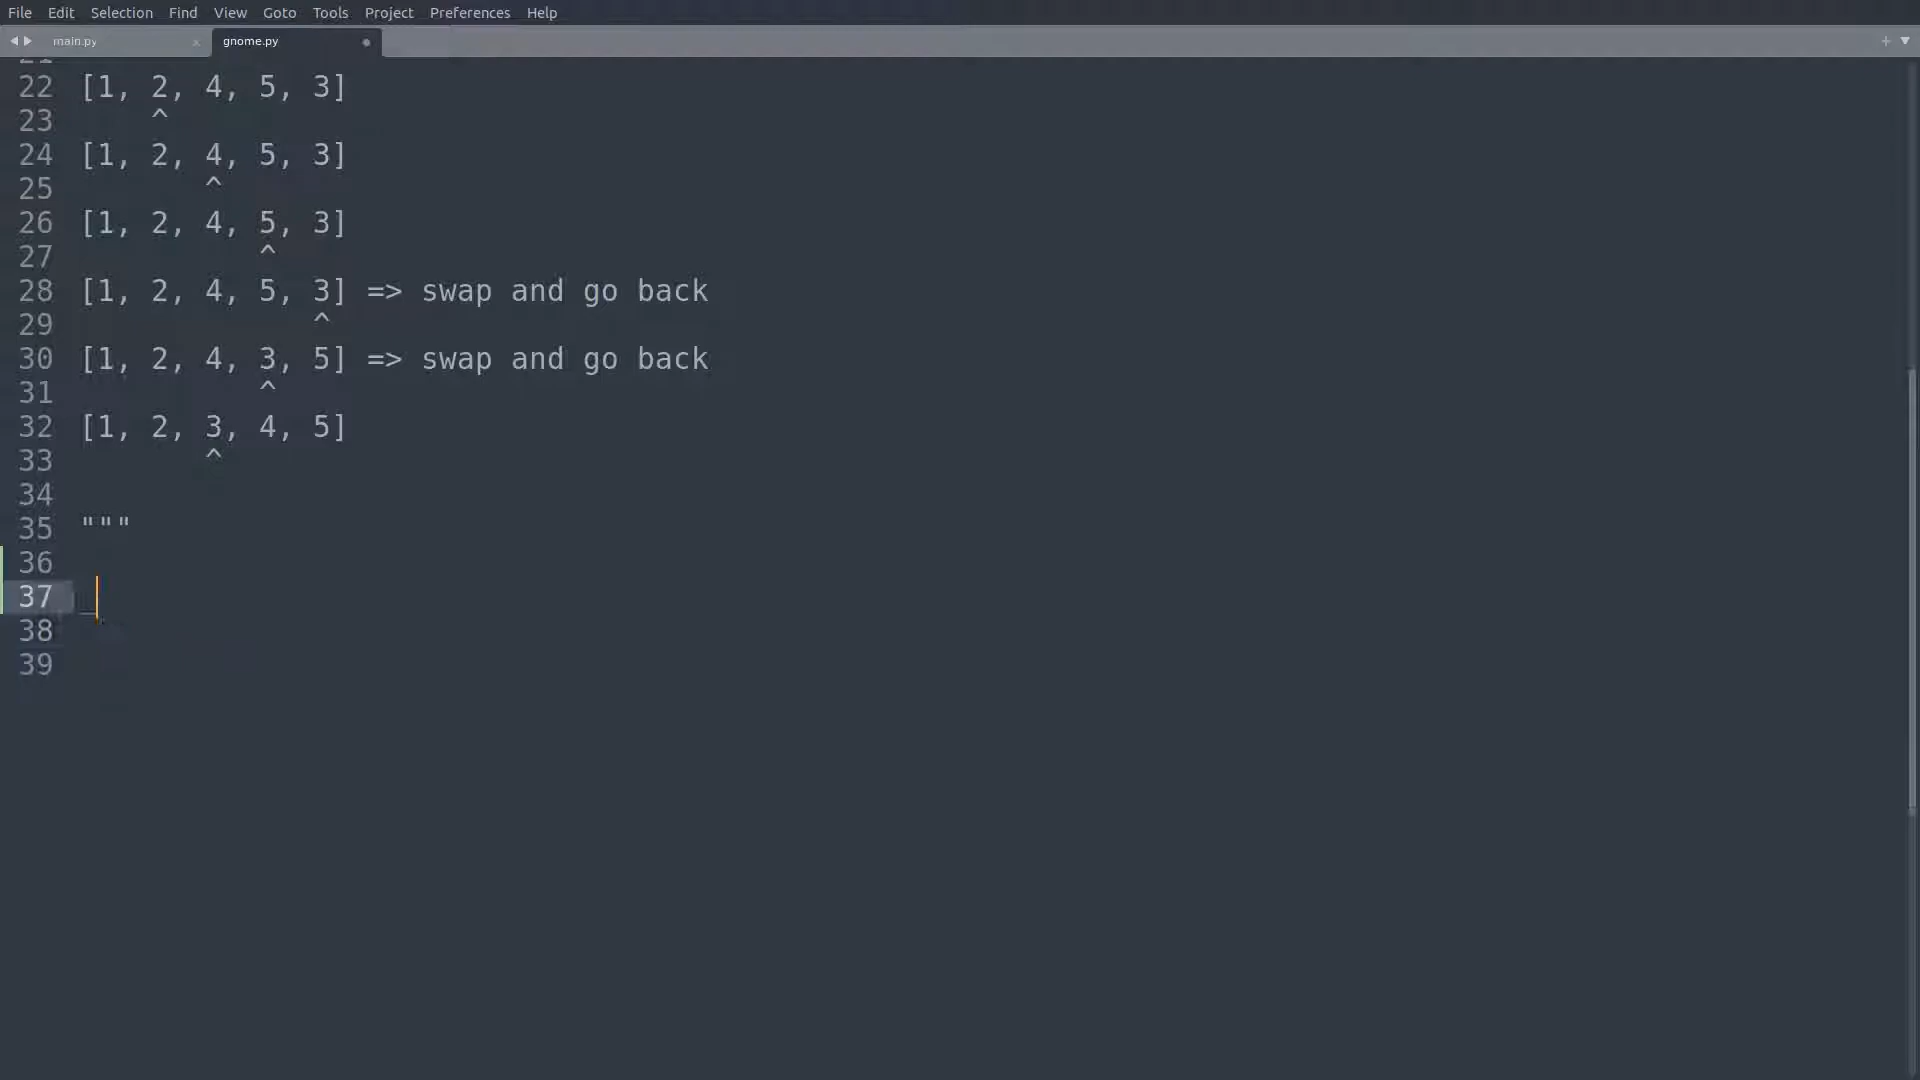 File Edit Selection Find View Goto Tools Project Preferences Help
main.py gnome.py
22 [1, 2, 4, 5, 3]
23 ^
24 [1, 2, 4, 5, 3]
25 ^
26 [1, 2, 4, 5, 3]
27 ^
28 [1, 2, 4, 5, 3] => swap and go back
29 ^
30 [1, 2, 4, 3, 5] => swap and go back
31 ^
32 [1, 2, 3, 4, 5]
33 ^
34
35 """
36
37 _
38
39